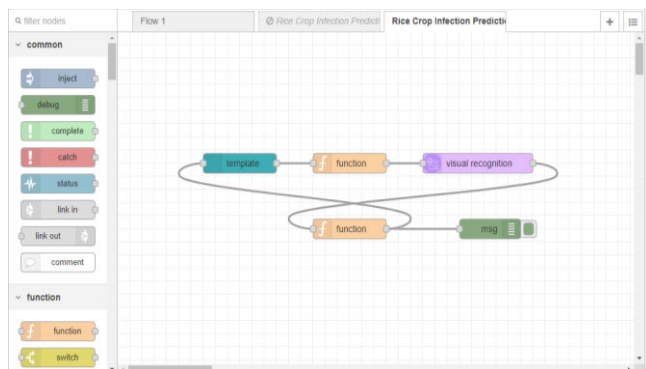 filter nodes
Flow 1
Rice Crop Infection Predicti
Rice Crop Infection Predicti
common
inject
debug
complete
catch
status
link in
link out
comment
function
function
switch
template
function
visual recognition
function
msg